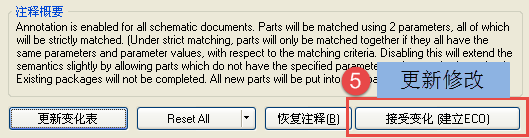 注释概要
Annotation is enabled for all schematic documents. Parts will be matched using 2 parameters, all of which
will be strictly matched. (Under strict matching, parts will only be matched together if they all have the
same parameters and parameter values, with respect to the matching criteria. Disabling this will extend the
semantics slightly by allowing parts which do not have the specified parame
Existing packages will not be completed. All new parts will be put into
5 更新修改
更新变化表 Reset All 恢复注释(B) 接受变化 (建立ECO)